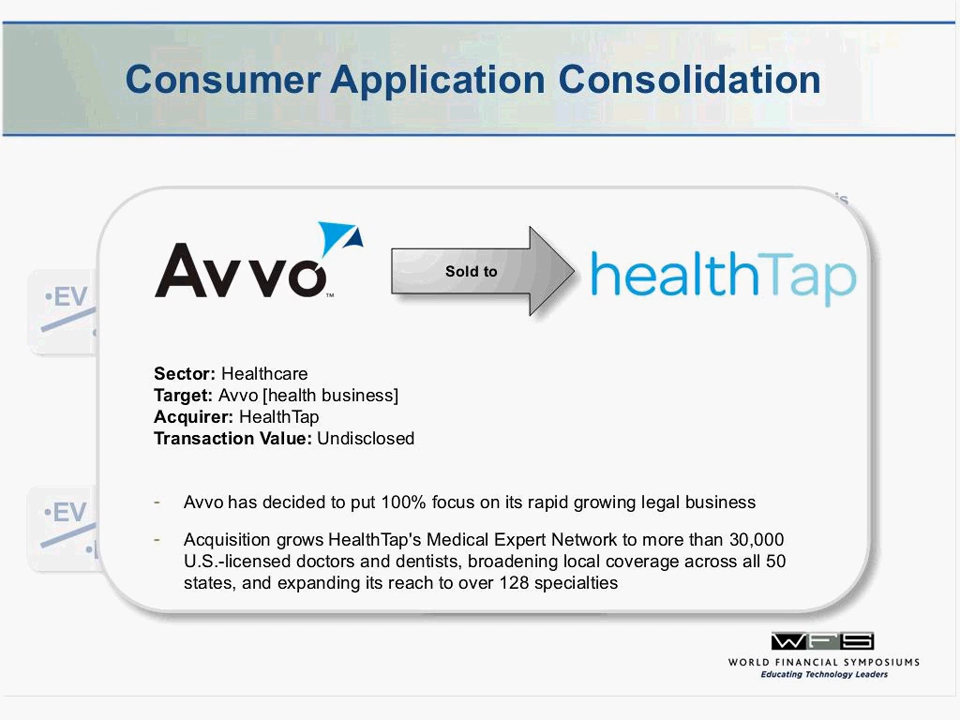 Consumer Application Consolidation
is
•EV
•EV
Avvo™
Sold to
healthTap
Sector: Healthcare
Target: Avvo [health business]
Acquirer: HealthTap
Transaction Value: Undisclosed
- Avvo has decided to put 100% focus on its rapid growing legal business
- Acquisition grows HealthTap's Medical Expert Network to more than 30,000
U.S.-licensed doctors and dentists, broadening local coverage across all 50
states, and expanding its reach to over 128 specialties
WFS
WORLD FINANCIAL SYMPOSIUMS
Educating Technology Leaders